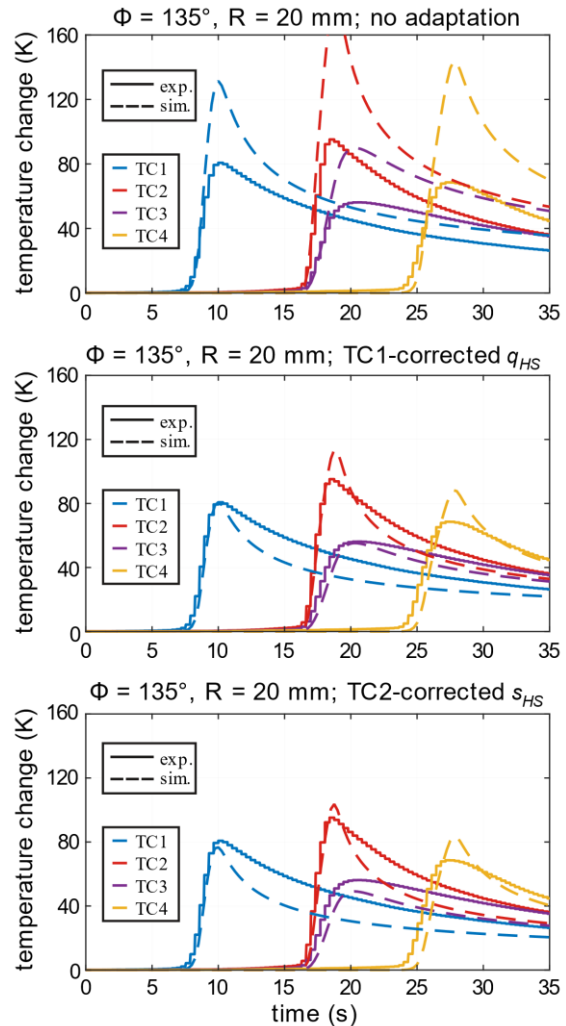 Φ = 135°, R = 20 mm; no adaptation
temperature change (K)
160
120
80
40
0
exp.
sim.
TC1
TC2
TC3
TC4
0 5 10 15 20 25 30 35
Φ = 135°, R = 20 mm; TC1-corrected qHS
temperature change (K)
160
120
80
40
0
exp.
sim.
TC1
TC2
TC3
TC4
0 5 10 15 20 25 30 35
Φ = 135°, R = 20 mm; TC2-corrected sHS
temperature change (K)
160
120
80
40
0
exp.
sim.
TC1
TC2
TC3
TC4
0 5 10 15 20 25 30 35
time (s)